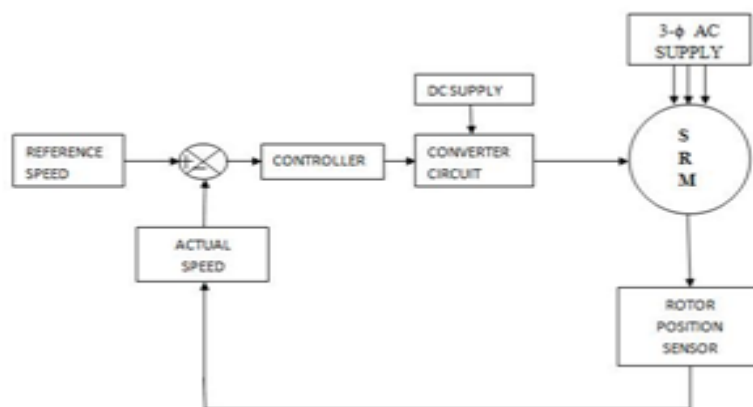 3-ϕ AC
SUPPLY
DC SUPPLY
REFERENCE
SPEED
CONTROLLER
CONVERTER
CIRCUIT
S
R
M
ACTUAL
SPEED
ROTOR
POSITION
SENSOR